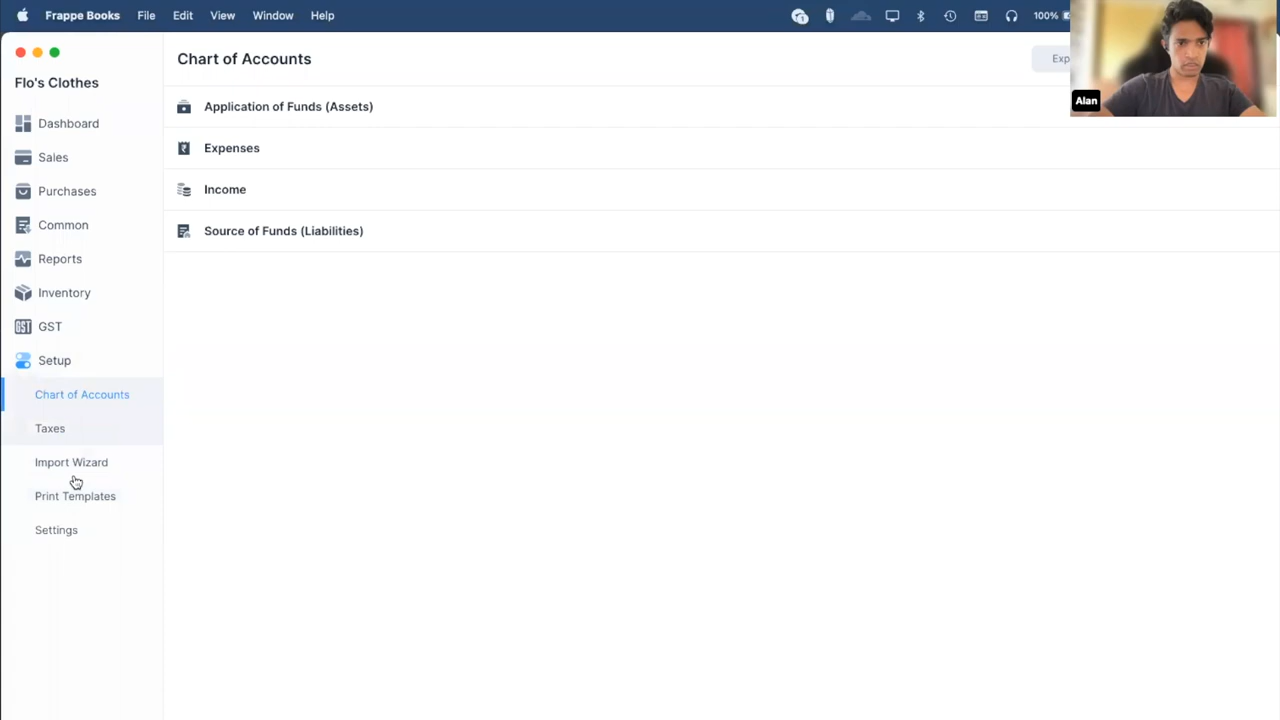 Frappe Books File Edit View Window Help 100%
Flo's Clothes
Dashboard
Sales
Purchases
Common
Reports
Inventory
GST
GST
Setup
Chart of Accounts
Taxes
Import Wizard
Print Templates
Settings
Chart of Accounts
Exp
Application of Funds (Assets)
Expenses
Income
Source of Funds (Liabilities)
Alan